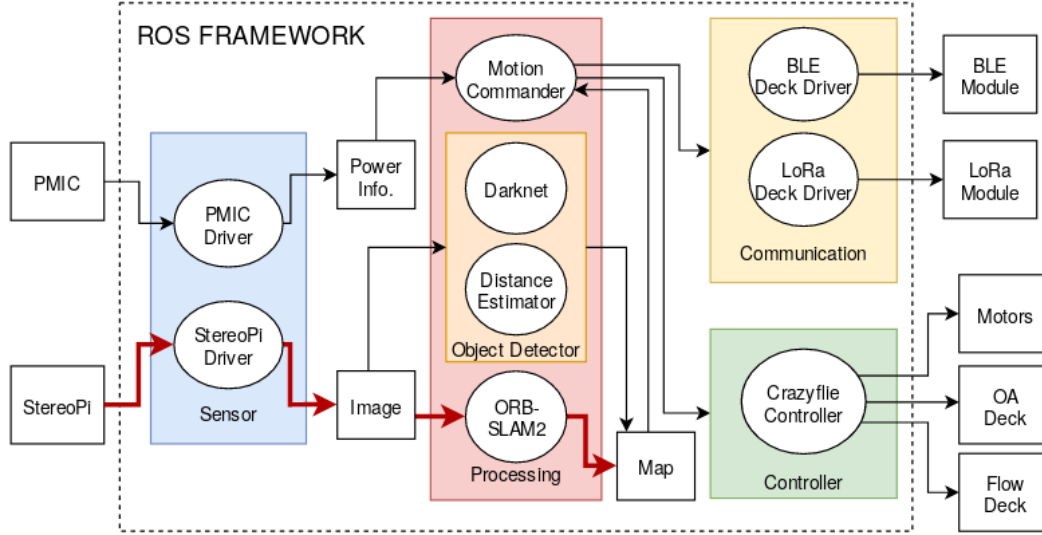 ROS FRAMEWORK
PMIC
StereoPi
PMIC
Driver
StereoPi
Driver
Sensor
Power
Info.
Image
Motion
Commander
Darknet
Distance
Estimator
Object Detector
ORB-
SLAM2
Processing
Map
BLE
Deck Driver
LoRa
Deck Driver
Communication
Crazyflie
Controller
Controller
BLE
Module
LoRa
Module
Motors
OA
Deck
Flow
Deck